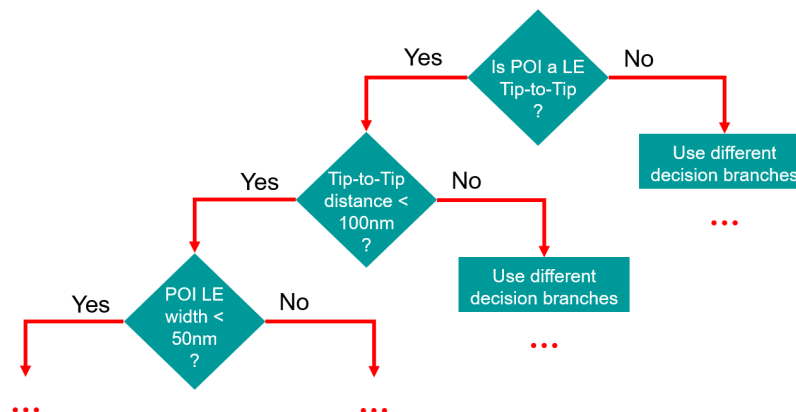 Yes
Is POI a LE
Tip-to-Tip
?
No
Use different
decision branches
...
Yes
Tip-to-Tip
distance <
100nm
?
No
Use different
decision branches
...
Yes
POI LE
width <
50nm
?
No
...
...